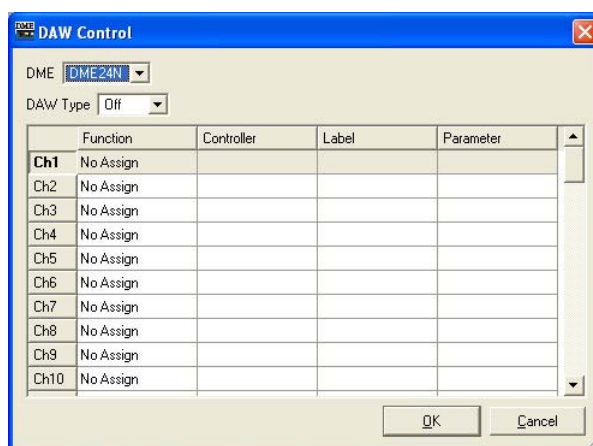 DME DAW Control
DME DME24N
DAW Type Off
Function Controller Label Parameter
Ch1 No Assign
Ch2 No Assign
Ch3 No Assign
Ch4 No Assign
Ch5 No Assign
Ch6 No Assign
Ch7 No Assign
Ch8 No Assign
Ch9 No Assign
Ch10 No Assign
OK Cancel